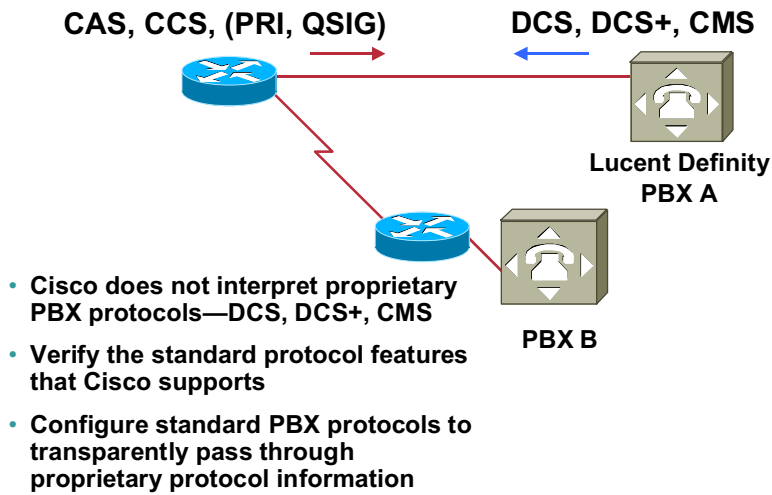 CAS, CCS, (PRI, QSIG)
DCS, DCS+, CMS
Lucent Definity
PBX A
PBX B
• Cisco does not interpret proprietary
PBX protocols—DCS, DCS+, CMS
• Verify the standard protocol features
that Cisco supports
• Configure standard PBX protocols to
transparently pass through
proprietary protocol information